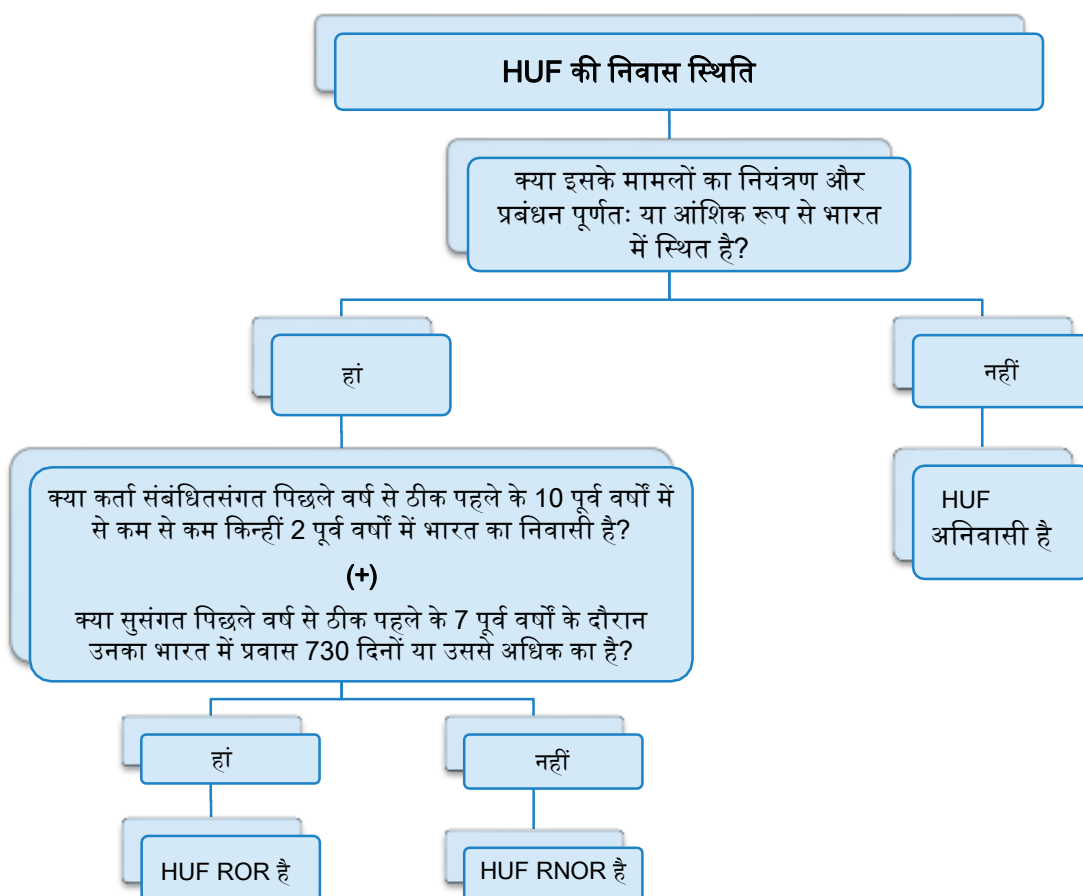 HUF की निवास स्थिति
क्या इसके मामलों का नियंत्रण और
प्रबंधन पूर्णतः या आंशिक रूप से भारत
में स्थित है?
हां
नहीं
क्या कर्ता संबंधितसंगत पिछले वर्ष से ठीक पहले के 10 पूर्व वर्षों में
से कम से कम किन्हीं 2 पूर्व वर्षों में भारत का निवासी है?
(+)
क्या सुसंगत पिछले वर्ष से ठीक पहले के 7 पूर्व वर्षों के दौरान
उनका भारत में प्रवास 730 दिनों या उससे अधिक का है?
HUF
अनिवासी है
हां
नहीं
HUF ROR है
HUF RNOR है